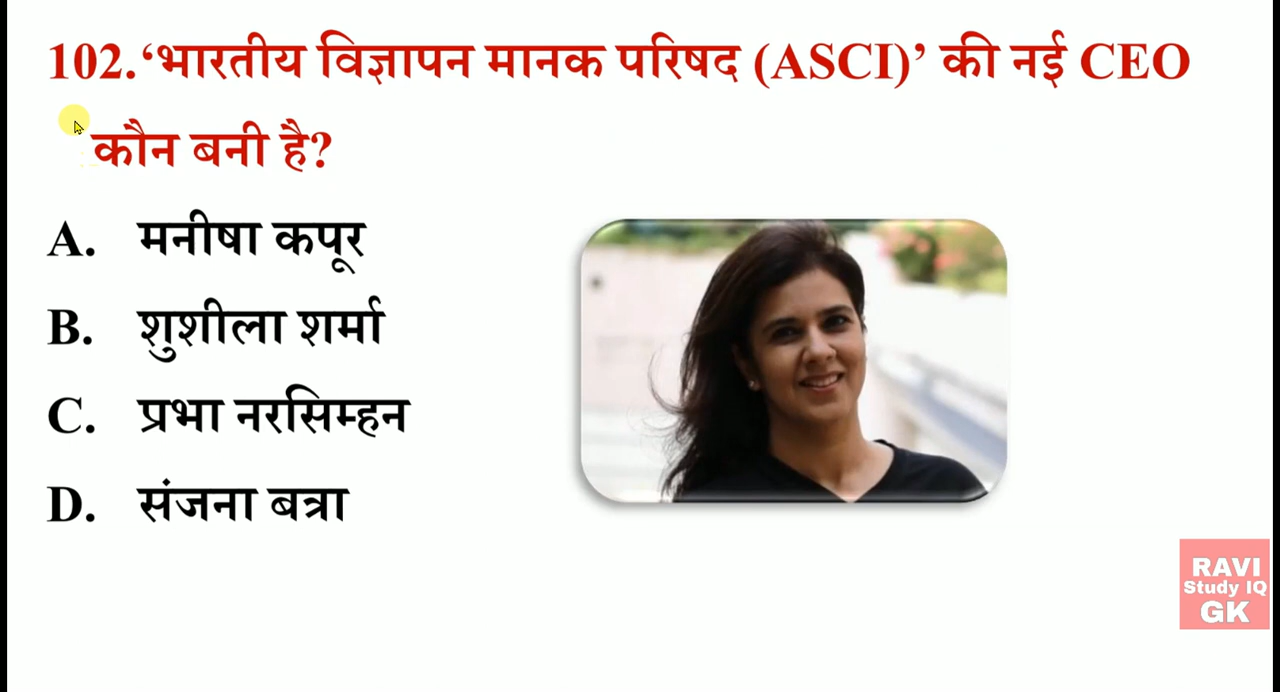 102.‘भारतीय विज्ञापन मानक परिषद (ASCI)’ की नई CEO
कौन बनी है?
A. मनीषा कपूर
B. शुशीला शर्मा
C. प्रभा नरसिम्हन
D. संजना बत्रा
RAVI
Study IQ
GK